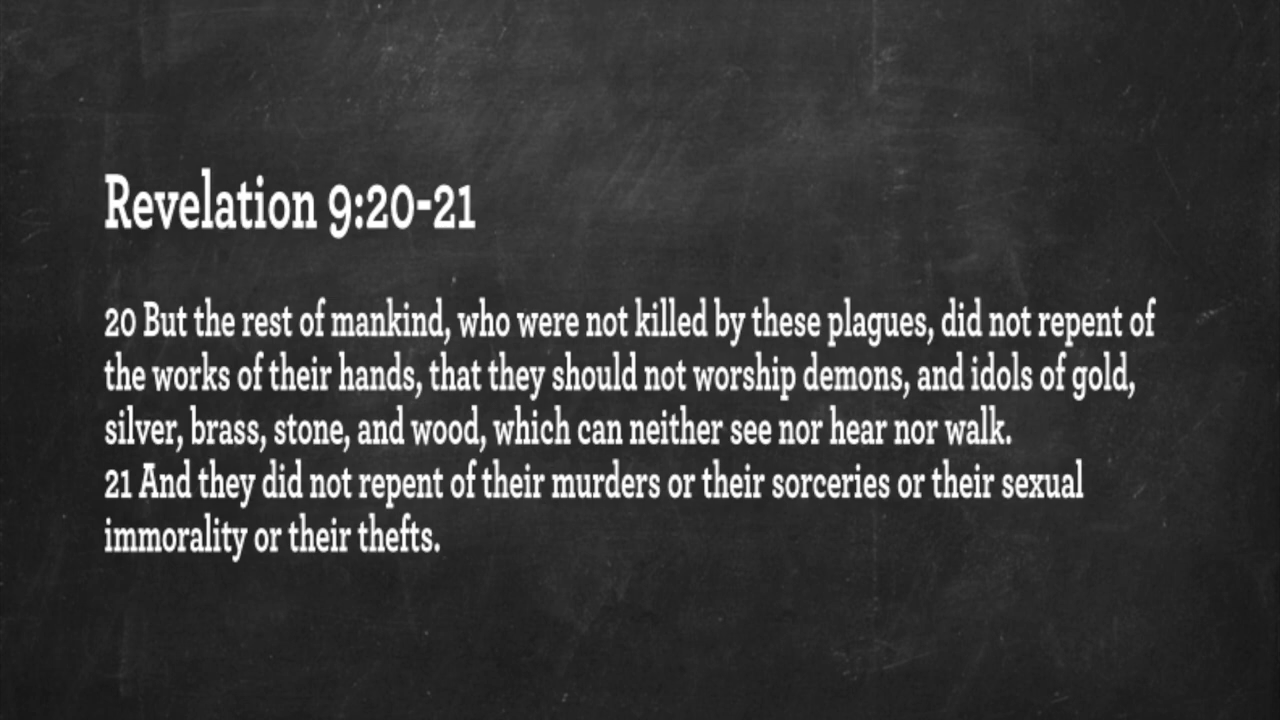 Revelation 9:20-21
20 But the rest of mankind, who were not killed by these plagues, did not repent of
the works of their hands, that they should not worship demons, and idols of gold,
silver, brass, stone, and wood, which can neither see nor hear nor walk.
21 And they did not repent of their murders or their sorceries or their sexual
immorality or their thefts.